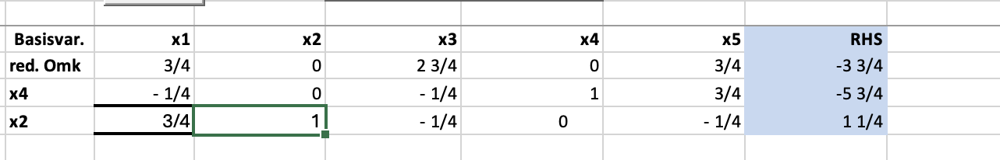 Basisvar. x1 x2 x3 x4 x5 RHS
red. Omk 3/4 0 2 3/4 0 3/4 -3 3/4
x4 - 1/4 0 - 1/4 1 3/4 -5 3/4
x2 3/4 1 - 1/4 0 - 1/4 1 1/4